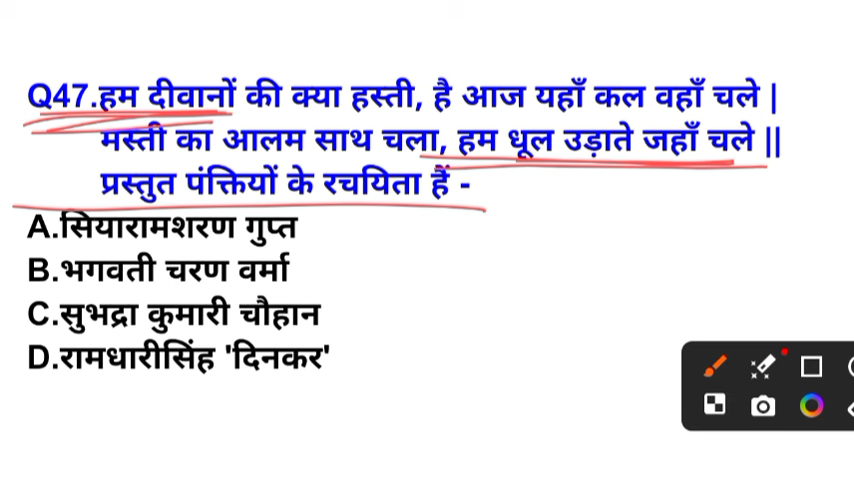 Q47.हम दीवानों की क्या हस्ती, है आज यहाँ कल वहाँ चले |
मस्ती का आलम साथ चला, हम धूल उड़ाते जहाँ चले ||
प्रस्तुत पंक्तियों के रचयिता हैं -
A.सियारामशरण गुप्त
B.भगवती चरण वर्मा
C.सुभद्रा कुमारी चौहान
D.रामधारीसिंह 'दिनकर'